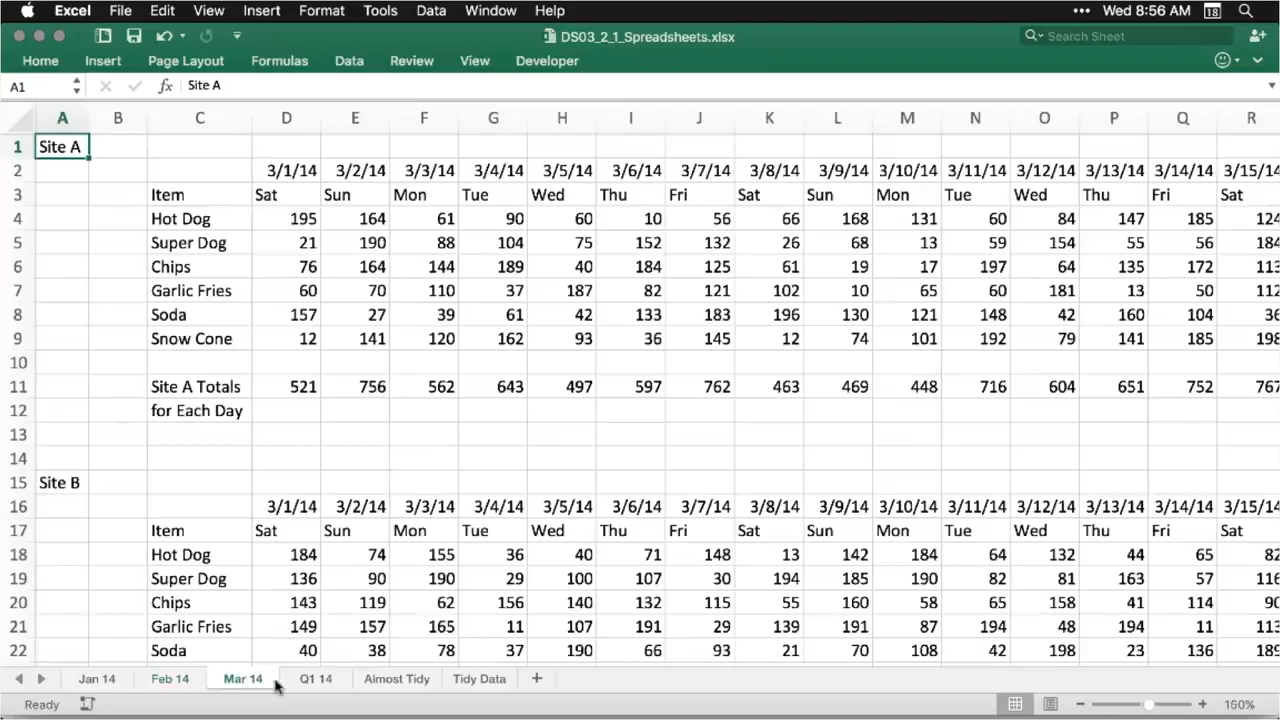 Excel File Edit View Insert Format Tools Data Window Help ••• Wed 8:56 AM 18
DS03_2_1_Spreadsheets.xlsx Search Sheet
Home Insert Page Layout Formulas Data Review View Developer
A1 fx Site A
A B C D E F G H I J K L M N O P Q R
1 Site A
2 3/1/14 3/2/14 3/3/14 3/4/14 3/5/14 3/6/14 3/7/14 3/8/14 3/9/14 3/10/14 3/11/14 3/12/14 3/13/14 3/14/14 3/15/14
3 Item Sat Sun Mon Tue Wed Thu Fri Sat Sun Mon Tue Wed Thu Fri Sat
4 Hot Dog 195 164 61 90 60 10 56 66 168 131 60 84 147 185 124
5 Super Dog 21 190 88 104 75 152 132 26 68 13 59 154 55 56 184
6 Chips 76 164 144 189 40 184 125 61 19 17 197 64 135 172 113
7 Garlic Fries 60 70 110 37 187 82 121 102 10 65 60 181 13 50 112
8 Soda 157 27 39 61 42 133 183 196 130 121 148 42 160 104 36
9 Snow Cone 12 141 120 162 93 36 145 12 74 101 192 79 141 185 198
10
11 Site A Totals 521 756 562 643 497 597 762 463 469 448 716 604 651 752 767
12 for Each Day
13
14
15 Site B
16 3/1/14 3/2/14 3/3/14 3/4/14 3/5/14 3/6/14 3/7/14 3/8/14 3/9/14 3/10/14 3/11/14 3/12/14 3/13/14 3/14/14 3/15/14
17 Item Sat Sun Mon Tue Wed Thu Fri Sat Sun Mon Tue Wed Thu Fri Sat
18 Hot Dog 184 74 155 36 40 71 148 13 142 184 64 132 44 65 82
19 Super Dog 136 90 190 29 100 107 30 194 185 190 82 81 163 57 116
20 Chips 143 119 62 156 140 132 115 55 160 58 65 158 41 114 90
21 Garlic Fries 149 157 165 11 107 191 29 139 191 87 194 48 194 11 113
22 Soda 40 38 78 37 190 66 93 21 70 108 42 198 23 136 189
Jan 14 Feb 14 Mar 14 Q1 14 Almost Tidy Tidy Data +
Ready 160%